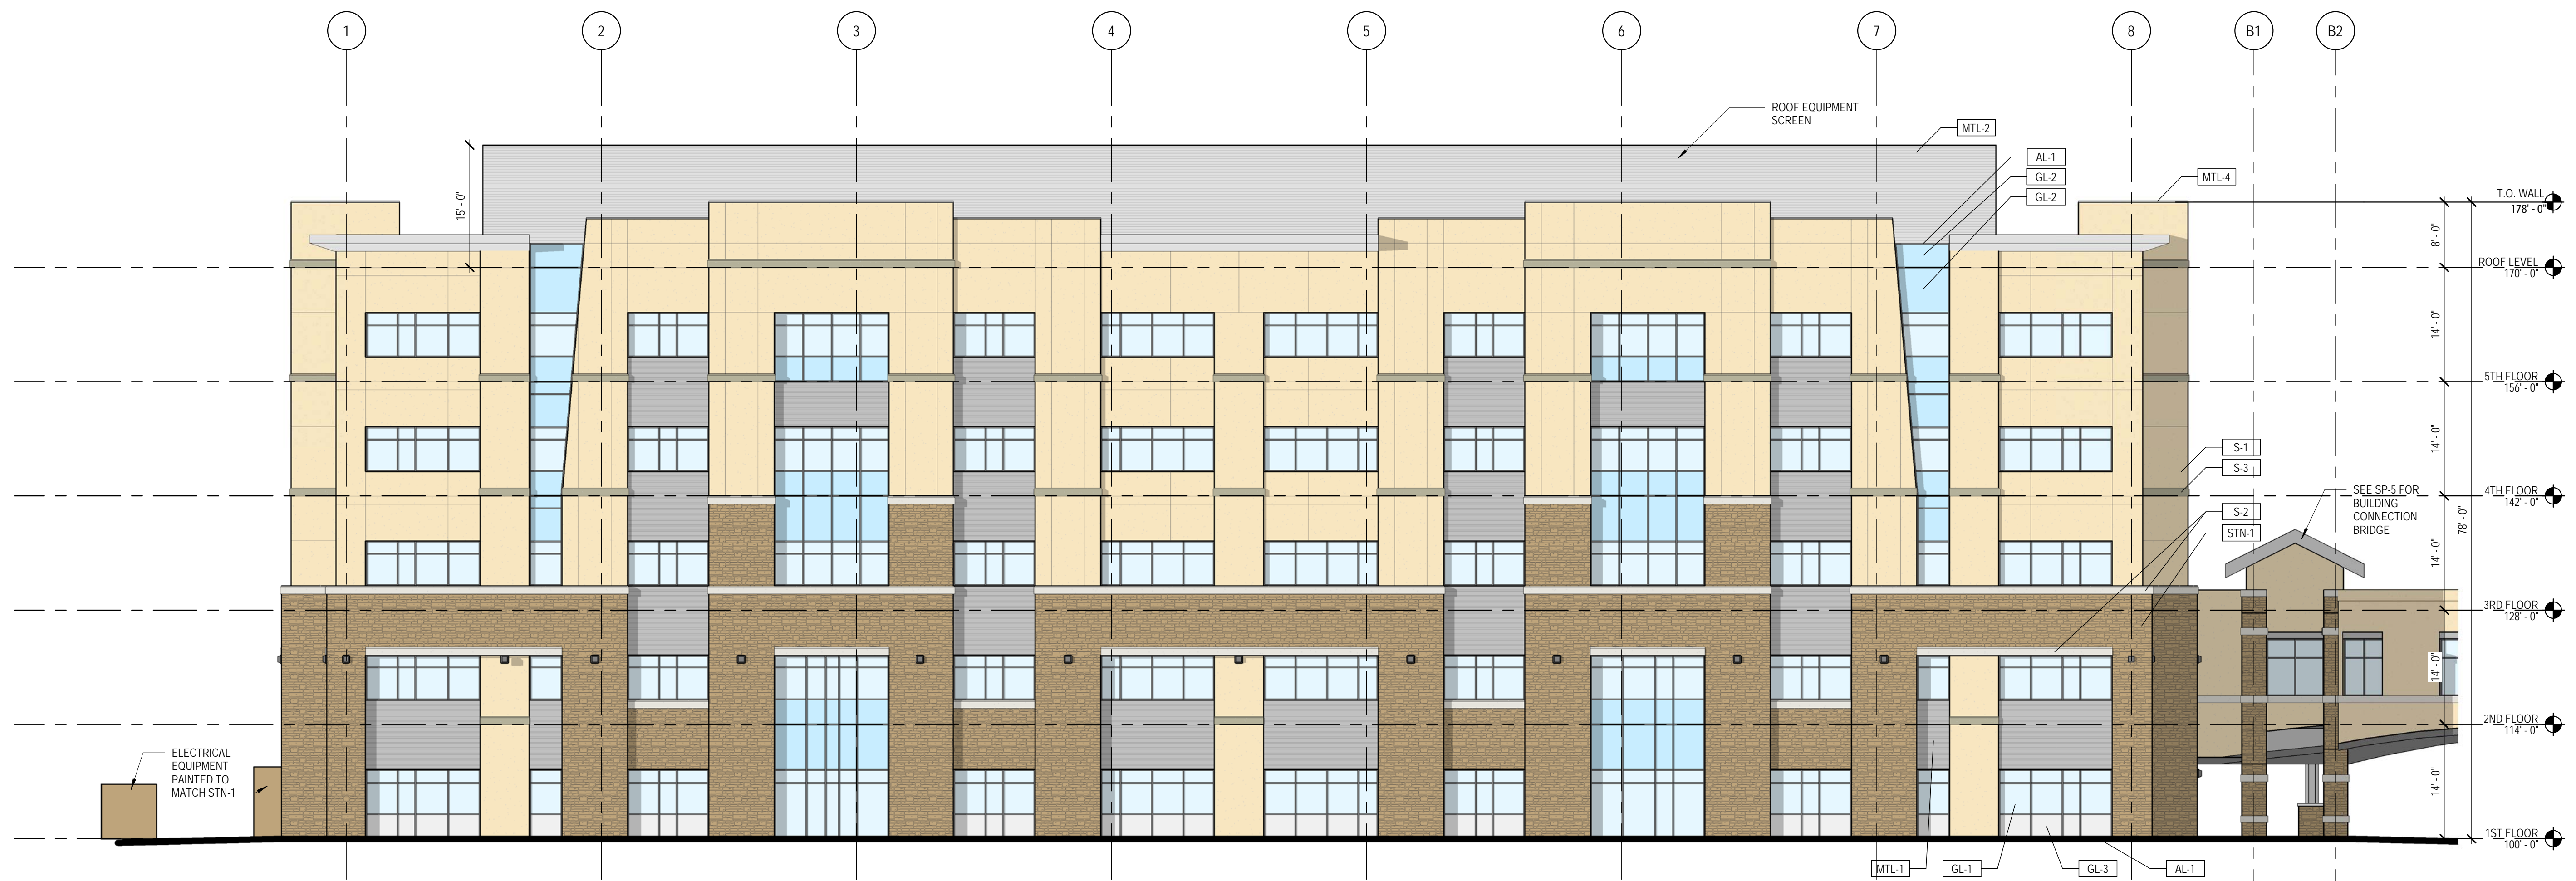 1 2 3 4 5 6 7 8 B1 B2
ROOF EQUIPMENT
SCREEN
MTL-2
AL-1
GL-2
GL-2
MTL-4
15' - 0"
T.O. WALL
178' - 0"
8' - 0"
ROOF LEVEL
170' - 0"
14' - 0"
5TH FLOOR
156' - 0"
14' - 0"
S-1
S-3
4TH FLOOR
142' - 0"
SEE SP-5 FOR
BUILDING
CONNECTION
BRIDGE
S-2
STN-1
78' - 0"
14' - 0"
3RD FLOOR
128' - 0"
14' - 0"
2ND FLOOR
114' - 0"
14' - 0"
ELECTRICAL
EQUIPMENT
PAINTED TO
MATCH STN-1
1ST FLOOR
100' - 0"
MTL-1
GL-1
GL-3
AL-1